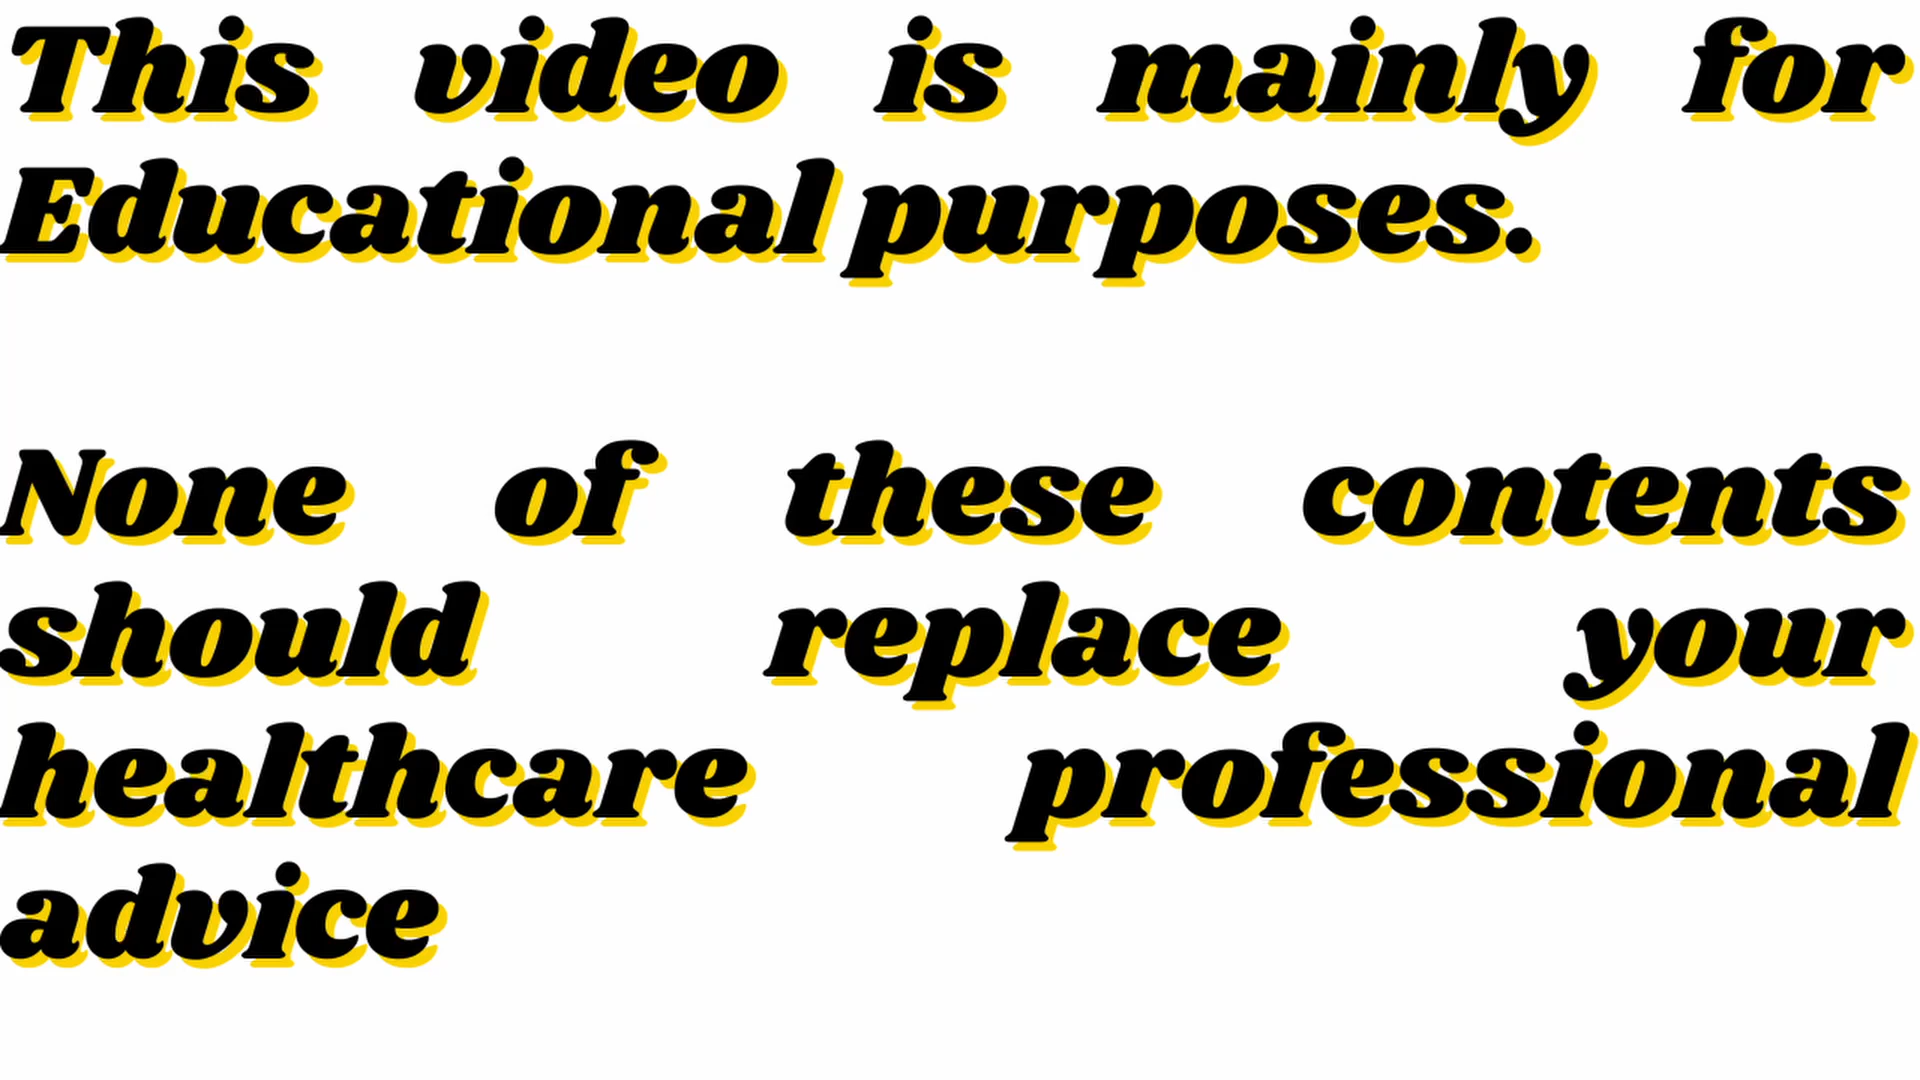 This video is mainly for
Educational purposes.
None of these contents
should replace your
healthcare professional
advice